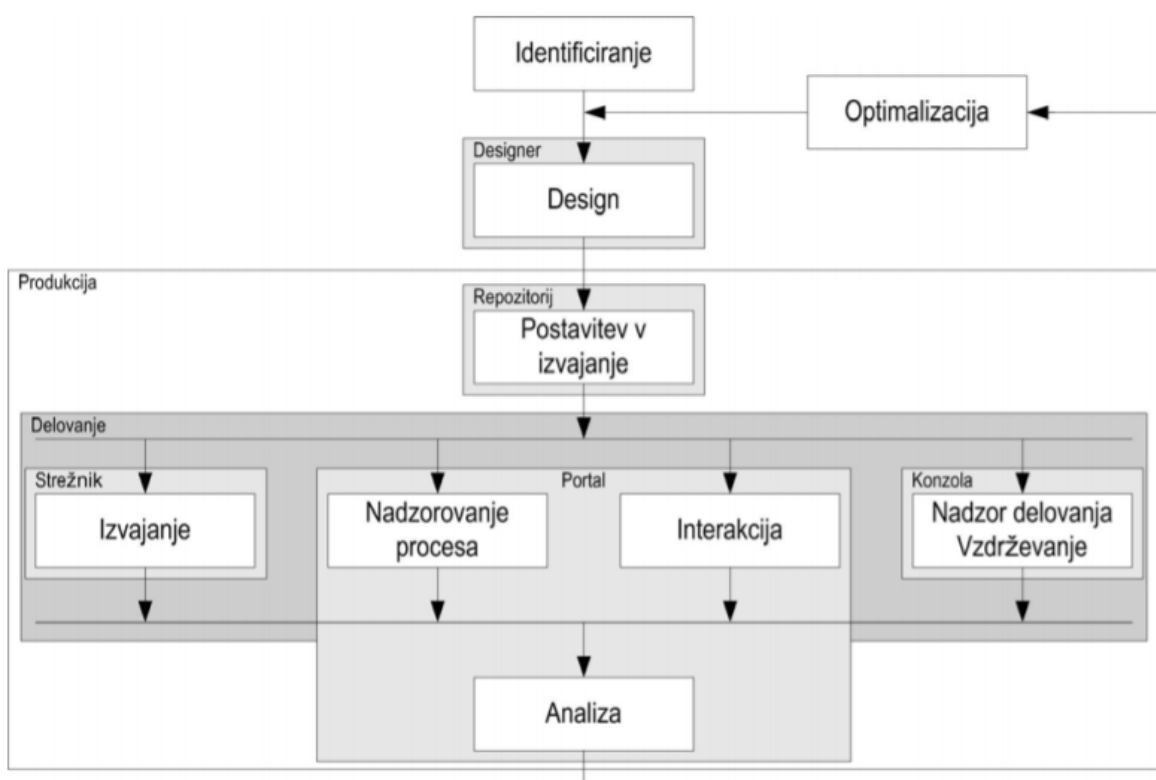 Identificiranje
Optimalizacija
Designer
Design
Produkcija
Repozitorij
Postavitev v
izvajanje
Delovanje
Strežnik
Izvajanje
Portal
Nadzorovanje
procesa
Interakcija
Konzola
Nadzor delovanja
Vzdrževanje
Analiza